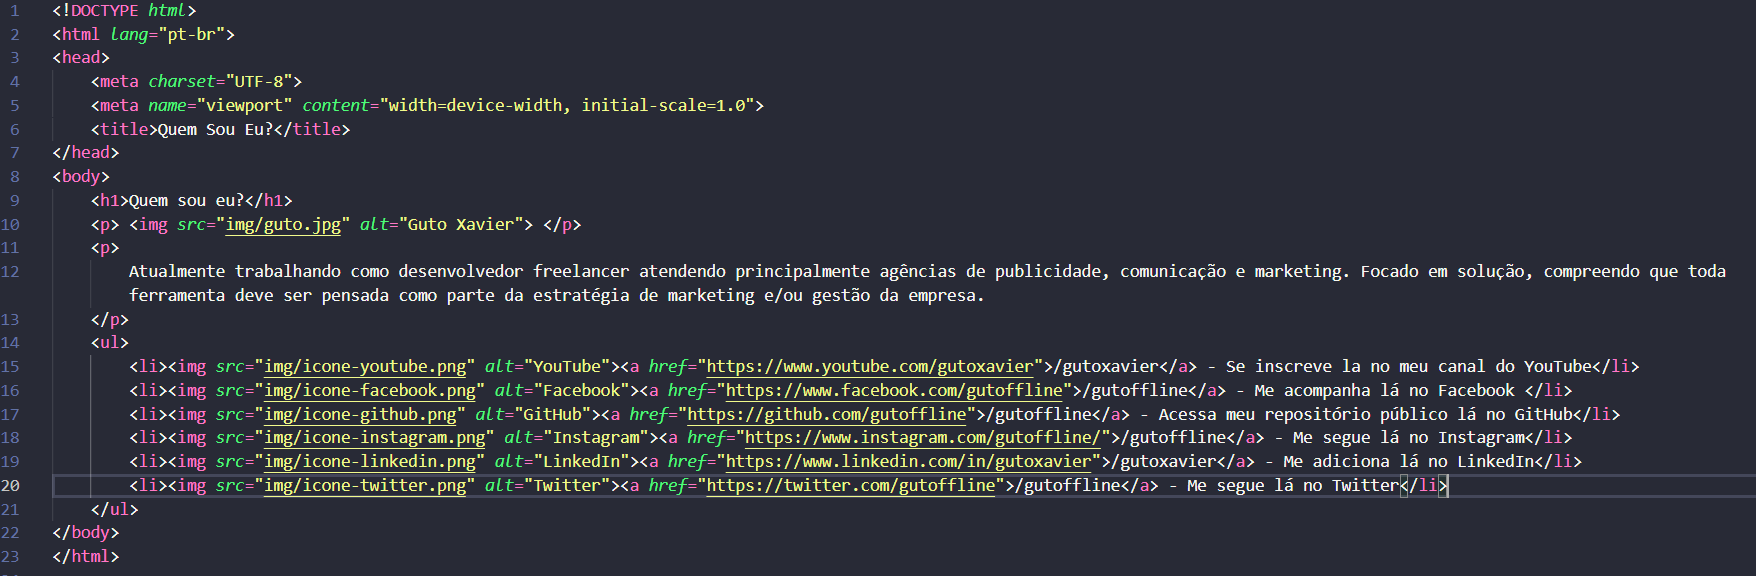 1 <!DOCTYPE html>
2 <html lang="pt-br">
3 <head>
4 <meta charset="UTF-8">
5 <meta name="viewport" content="width=device-width, initial-scale=1.0">
6 <title>Quem Sou Eu?</title>
7 </head>
8 <body>
9 <h1>Quem sou eu?</h1>
10 <p> <img src="img/guto.jpg" alt="Guto Xavier"> </p>
11 <p>
12 Atualmente trabalhando como desenvolvedor freelancer atendendo principalmente agências de publicidade, comunicação e marketing. Focado em solução, compreendo que toda
ferramenta deve ser pensada como parte da estratégia de marketing e/ou gestão da empresa.
13 </p>
14 <ul>
15 <li><img src="img/icone-youtube.png" alt="YouTube"><a href="https://www.youtube.com/gutoxavier">/gutoxavier</a> - Se inscreve la no meu canal do YouTube</li>
16 <li><img src="img/icone-facebook.png" alt="Facebook"><a href="https://www.facebook.com/gutoffline">/gutoffline</a> - Me acompanha lá no Facebook </li>
17 <li><img src="img/icone-github.png" alt="GitHub"><a href="https://github.com/gutoffline">/gutoffline</a> - Acessa meu repositório público lá no GitHub</li>
18 <li><img src="img/icone-instagram.png" alt="Instagram"><a href="https://www.instagram.com/gutoffline/">/gutoffline</a> - Me segue lá no Instagram</li>
19 <li><img src="img/icone-linkedin.png" alt="LinkedIn"><a href="https://www.linkedin.com/in/gutoxavier">/gutoxavier</a> - Me adiciona lá no LinkedIn</li>
20 <li><img src="img/icone-twitter.png" alt="Twitter"><a href="https://twitter.com/gutoffline">/gutoffline</a> - Me segue lá no Twitter</li>
21 </ul>
22 </body>
23 </html>